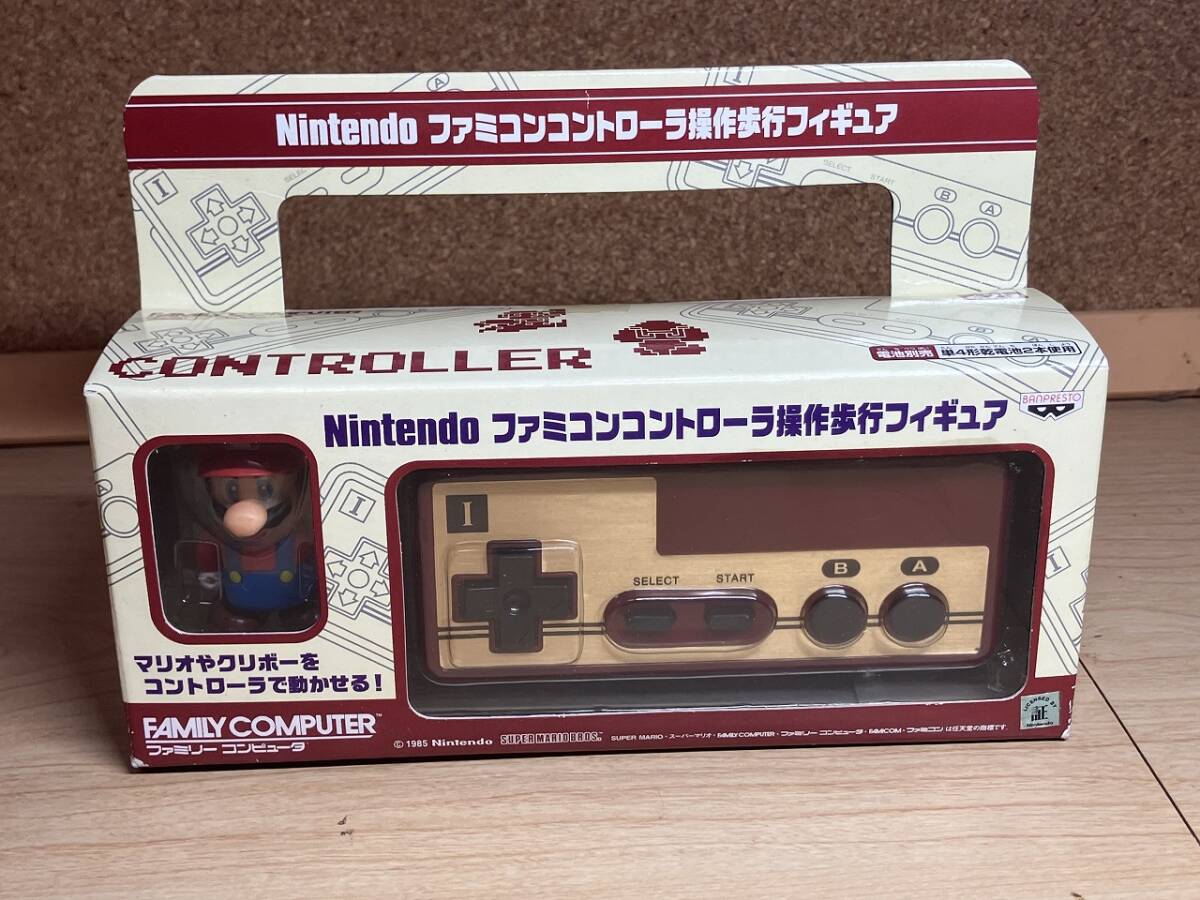 Nintendo ファミコンコントローラ操作歩行フィギュア
I
A
I
SELECT
SELECT
START
B
A
CONTROLLER
電池別売 単4形乾電池2本使用
BANPRESTO
Nintendo ファミコンコントローラ操作歩行フィギュア
I
SELECT
START
B
A
マリオやクリボーを
コントローラで動かせる!
FAMILY COMPUTER™
ファミリー コンピュータ
© 1985 Nintendo
SUPER MARIO BROS.
SUPER MARIO・スーパーマリオ・FAMILY COMPUTER・ファミリー コンピュータ・FAMICOM・ファミコン は任天堂の商標です。
LICENSED BY
証
Nintendo